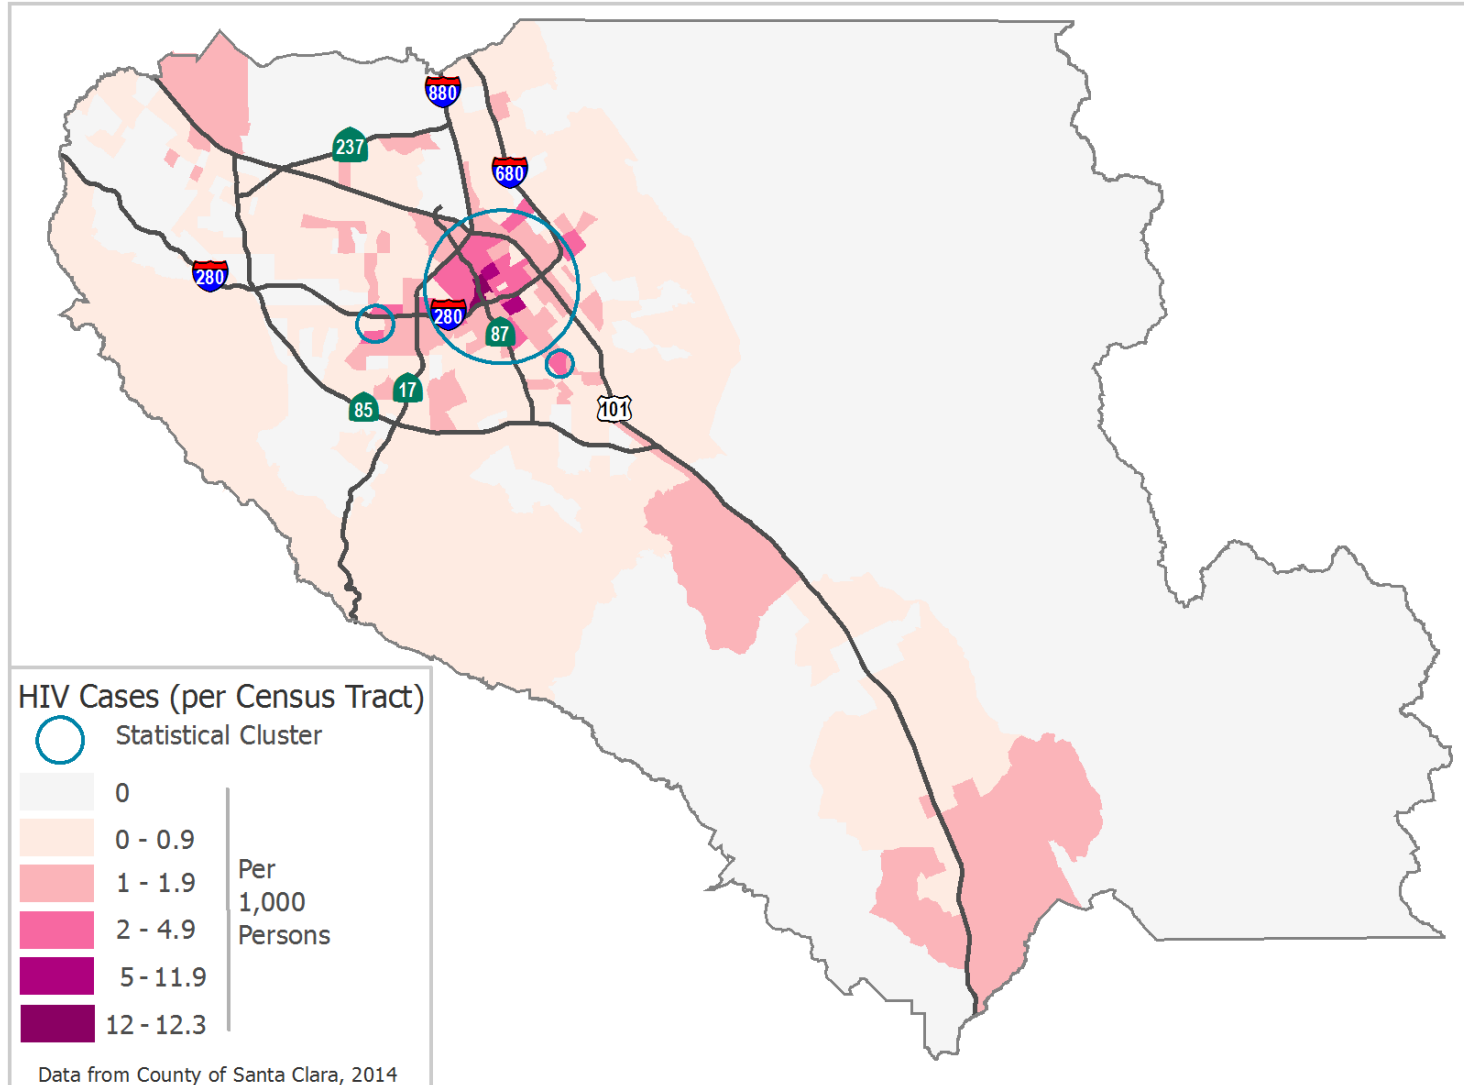 880
237
680
280
280
87
17
85
101
HIV Cases (per Census Tract)
Statistical Cluster
0
0 - 0.9
1 - 1.9
2 - 4.9
5 - 11.9
12 - 12.3
Per
1,000
Persons
Data from County of Santa Clara, 2014